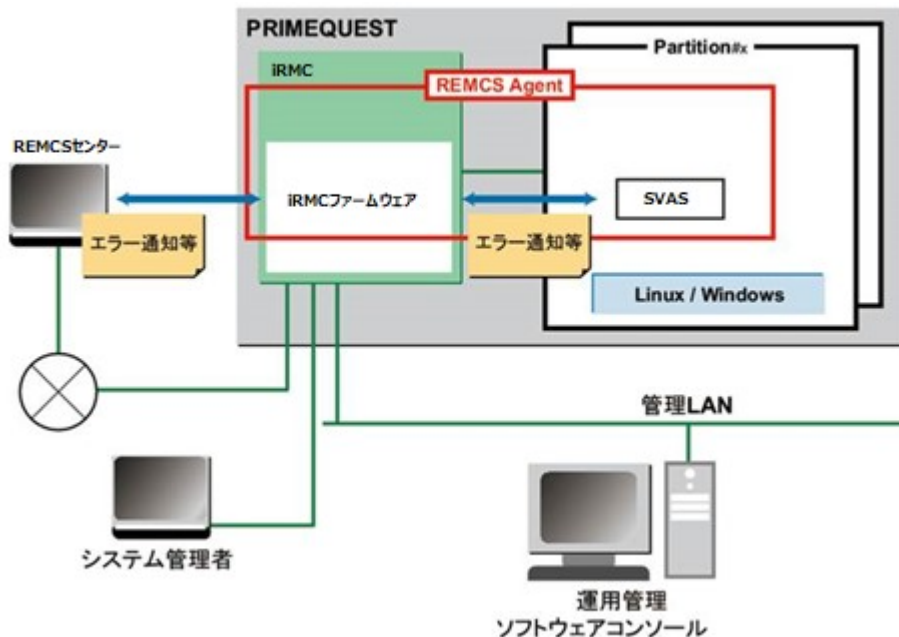 PRIMEQUEST
Partition#x
iRMC
REMCS Agent
REMCSセンター
iRMCファームウェア
SVAS
エラー通知等
エラー通知等
Linux / Windows
管理LAN
システム管理者
運用管理
ソフトウェアコンソール